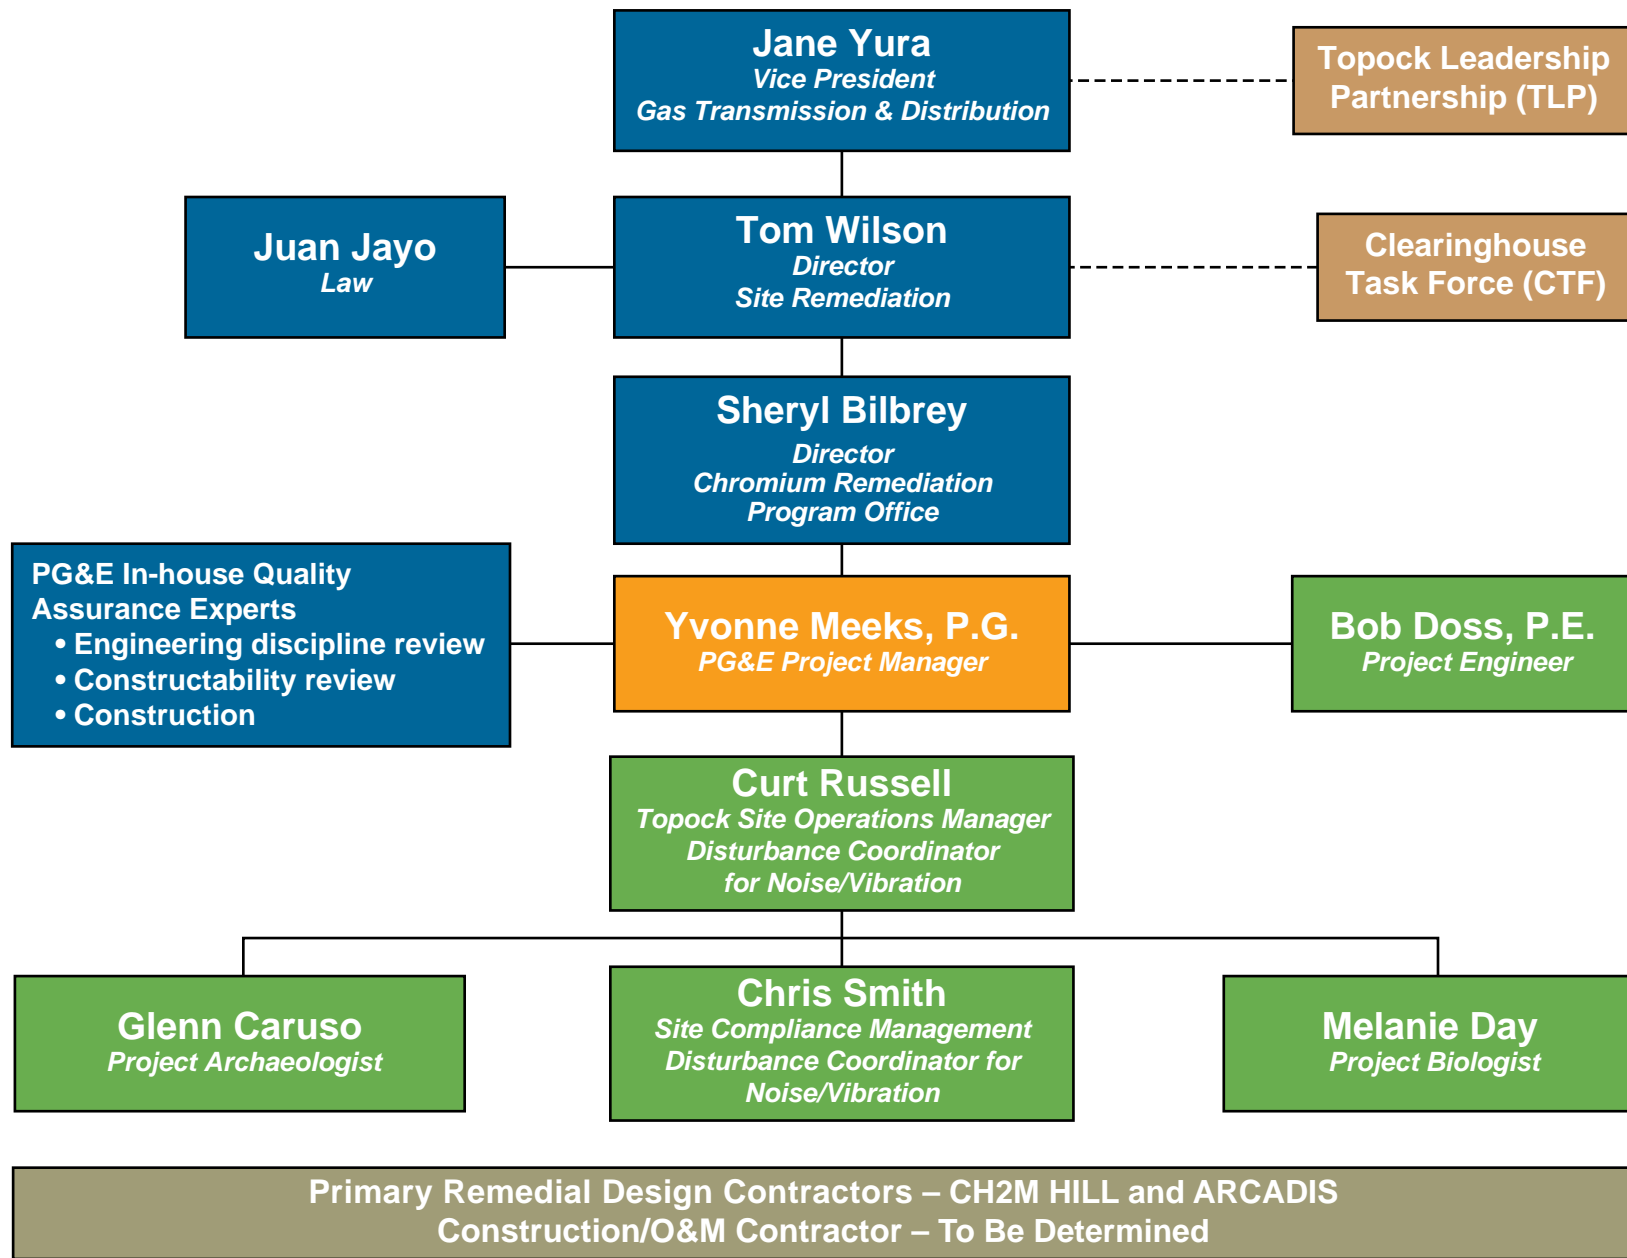 Jane Yura
Vice President
Gas Transmission & Distribution
Topock Leadership
Partnership (TLP)
Juan Jayo
Law
Tom Wilson
Director
Site Remediation
Clearinghouse
Task Force (CTF)
Sheryl Bilbrey
Director
Chromium Remediation
Program Office
PG&E In-house Quality
Assurance Experts
• Engineering discipline review
• Constructability review
• Construction
Yvonne Meeks, P.G.
PG&E Project Manager
Bob Doss, P.E.
Project Engineer
Curt Russell
Topock Site Operations Manager
Disturbance Coordinator
for Noise/Vibration
Glenn Caruso
Project Archaeologist
Chris Smith
Site Compliance Management
Disturbance Coordinator for
Noise/Vibration
Melanie Day
Project Biologist
Primary Remedial Design Contractors – CH2M HILL and ARCADIS
Construction/O&M Contractor – To Be Determined